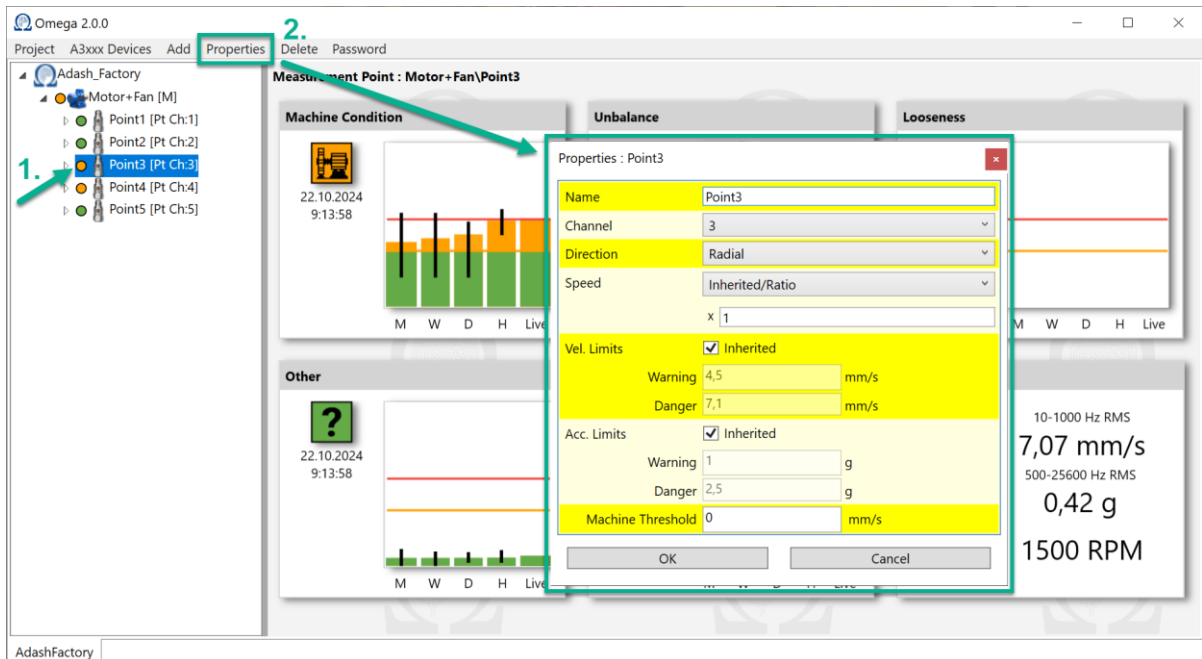 Omega 2.0.0
2.
Project A3xxx Devices Add Properties Delete Password
Adash_Factory
Motor+Fan [M]
Point1 [Pt Ch:1]
Point2 [Pt Ch:2]
1.
Point3 [Pt Ch:3]
Point4 [Pt Ch:4]
Point5 [Pt Ch:5]
Measurement Point : Motor+Fan\Point3
Machine Condition
22.10.2024
9:13:58
M W D H Live
Unbalance
Looseness
M W D H Live
Other
?
22.10.2024
9:13:58
M W D H Live
M W D H Live
10-1000 Hz RMS
7,07 mm/s
500-25600 Hz RMS
0,42 g
1500 RPM
Properties : Point3
x
Name Point3
Channel 3
Direction Radial
Speed Inherited/Ratio
x 1
Vel. Limits Inherited
Warning 4,5 mm/s
Danger 7,1 mm/s
Acc. Limits Inherited
Warning 1 g
Danger 2,5 g
Machine Threshold 0 mm/s
OK Cancel
AdashFactory